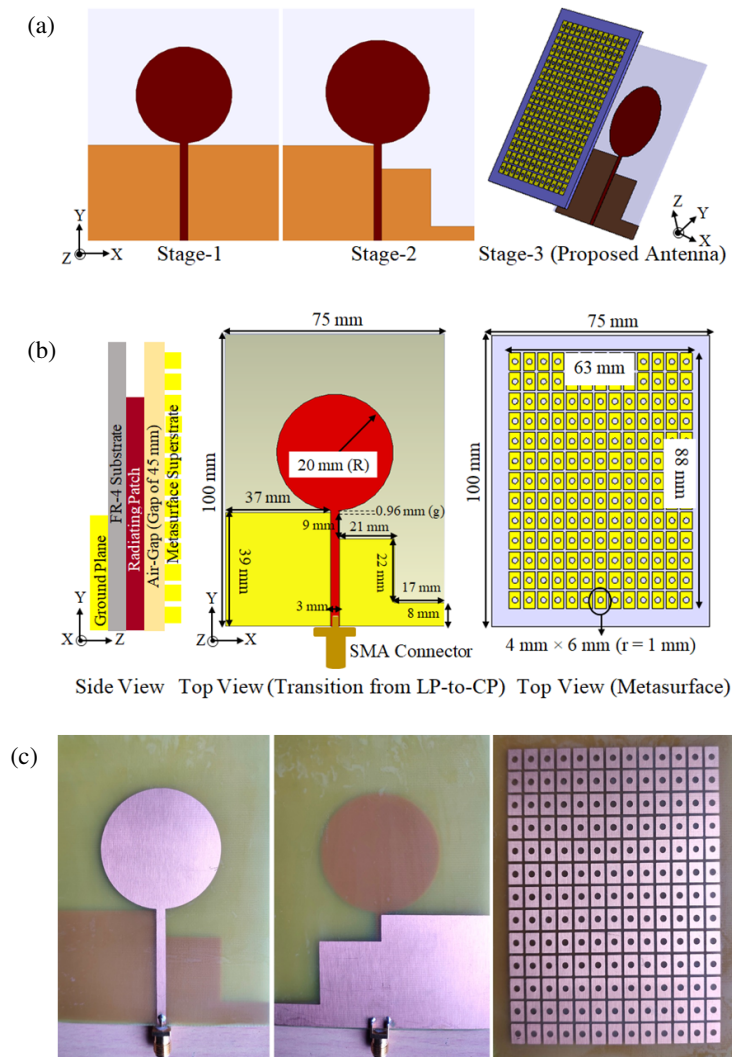 (a)
Y
Z
X
Stage-1
Stage-2
Z
Y
X
Stage-3 (Proposed Antenna)
(b)
Ground Plane
FR-4 Substrate
Radiating Patch
Air-Gap (Gap of 45 mm)
Metasurface Superstrate
Y
X
Z
Side View
75 mm
100 mm
20 mm (R)
37 mm
0.96 mm (g)
9 mm
21 mm
39 mm
22 mm
17 mm
3 mm
8 mm
Y
Z
X
SMA Connector
Top View (Transition from LP-to-CP)
75 mm
63 mm
100 mm
88 mm
4 mm × 6 mm (r = 1 mm)
Top View (Metasurface)
(c)